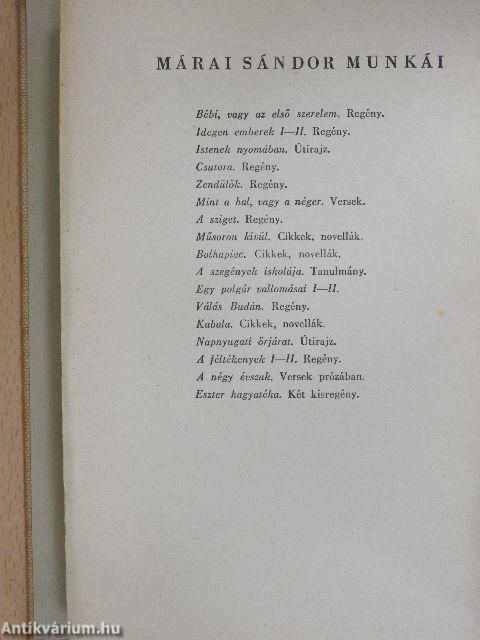 MÁRAI SÁNDOR MUNKÁI
Bébi, vagy az első szerelem. Regény.
Idegen emberek I—II. Regény.
Istenek nyomában. Útirajz.
Csutora. Regény.
Zendülők. Regény.
Mint a hal, vagy a néger. Versek.
A sziget. Regény.
Műsoron kívül. Cikkek, novellák.
Bolhapiac. Cikkek, novellák.
A szegények iskolája. Tanulmány.
Egy polgár vallomásai I—II.
Válás Budán. Regény.
Kabala. Cikkek, novellák.
Napnyugati őrjárat. Útirajz.
A féltékenyek I—II. Regény.
A négy évszak. Versek prózában.
Eszter hagyatéka. Két kisregény.
Antikvárium.hu